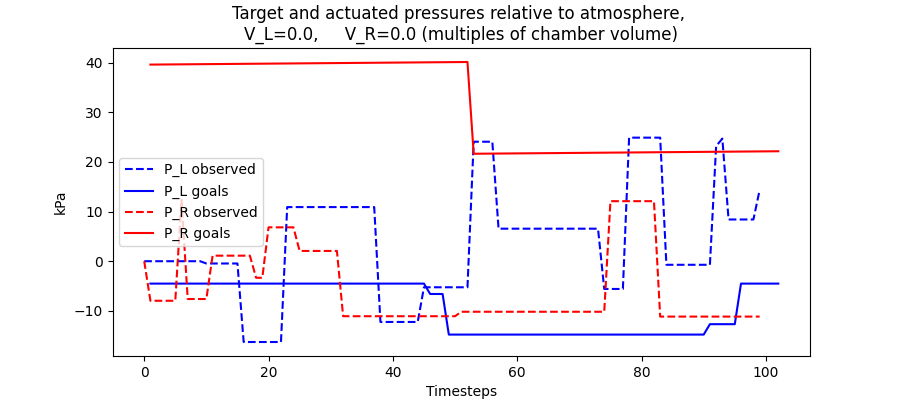 Target and actuated pressures relative to atmosphere,
V_L=0.0, V_R=0.0 (multiples of chamber volume)
40
30
20
10
0
−10
kPa
P_L observed
P_L goals
P_R observed
P_R goals
0 20 40 60 80 100
Timesteps